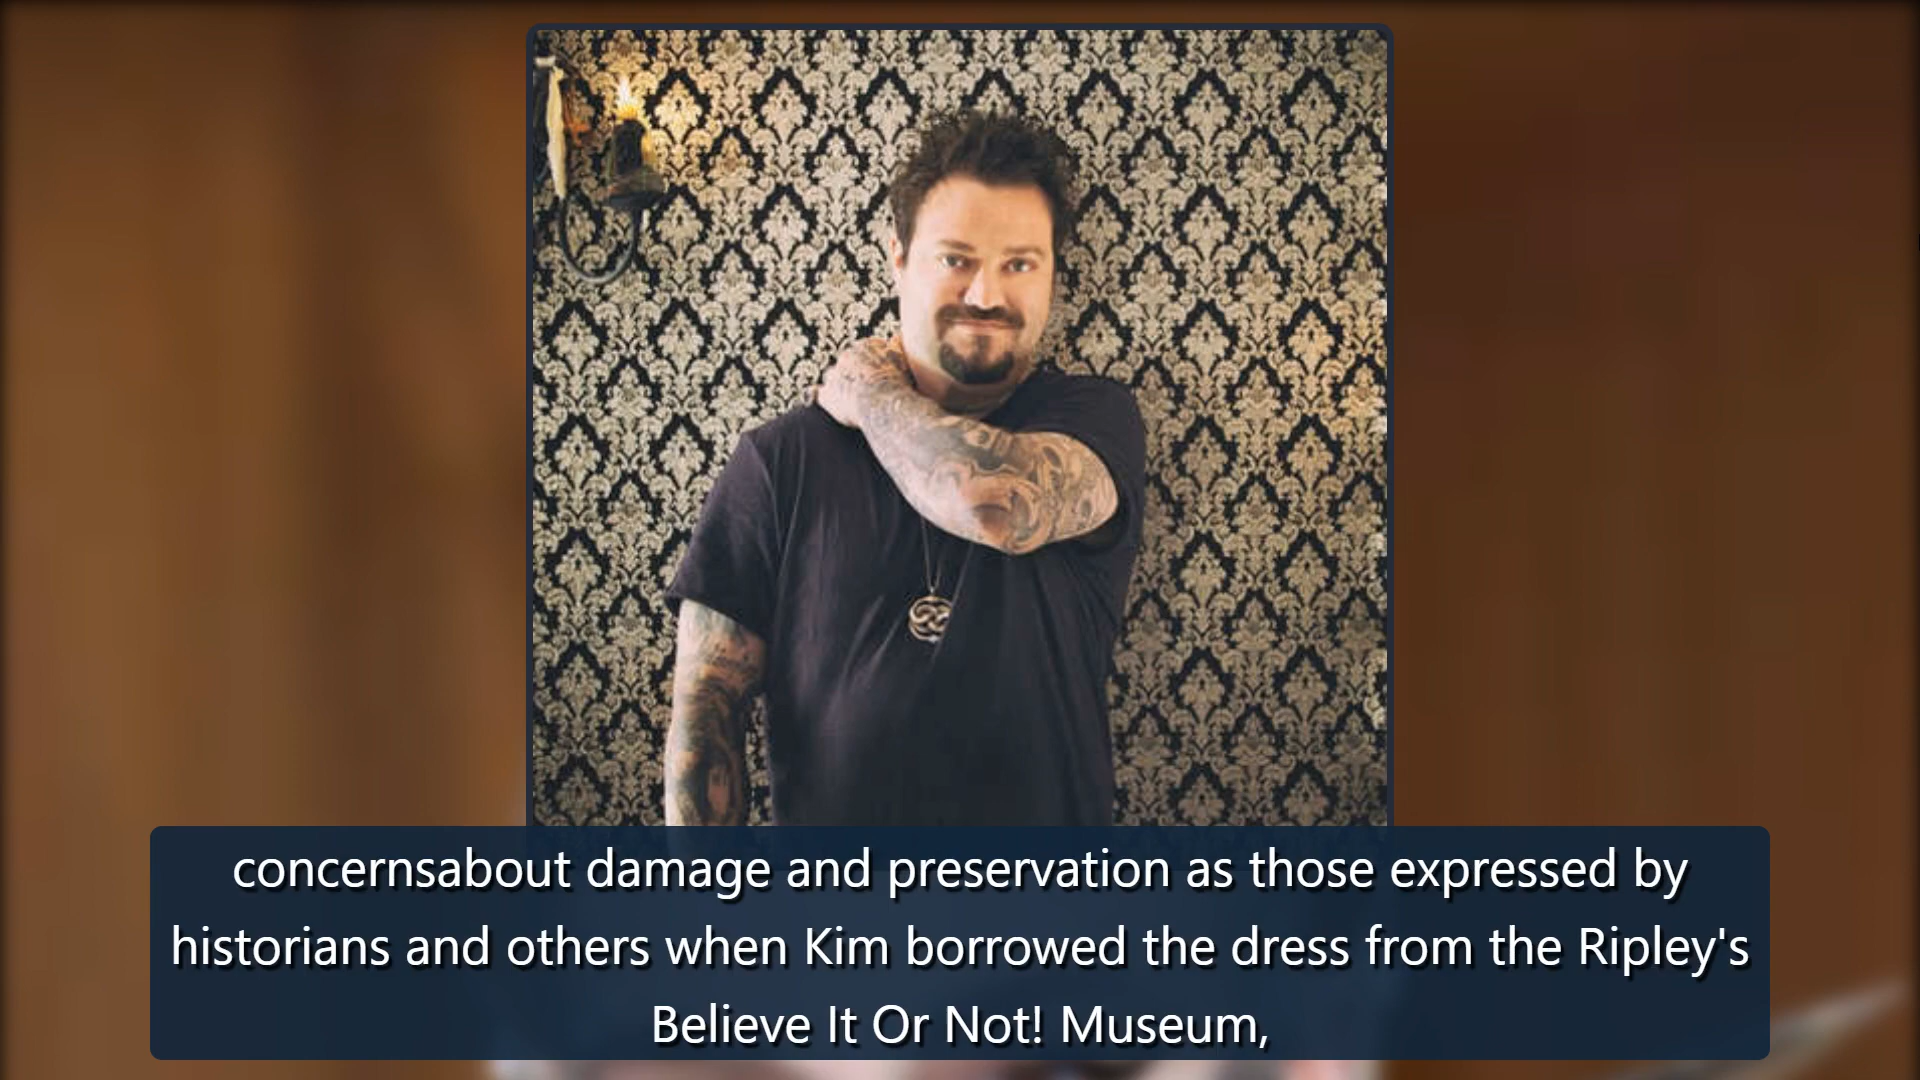 concernsabout damage and preservation as those expressed by
historians and others when Kim borrowed the dress from the Ripley's
Believe It Or Not! Museum,